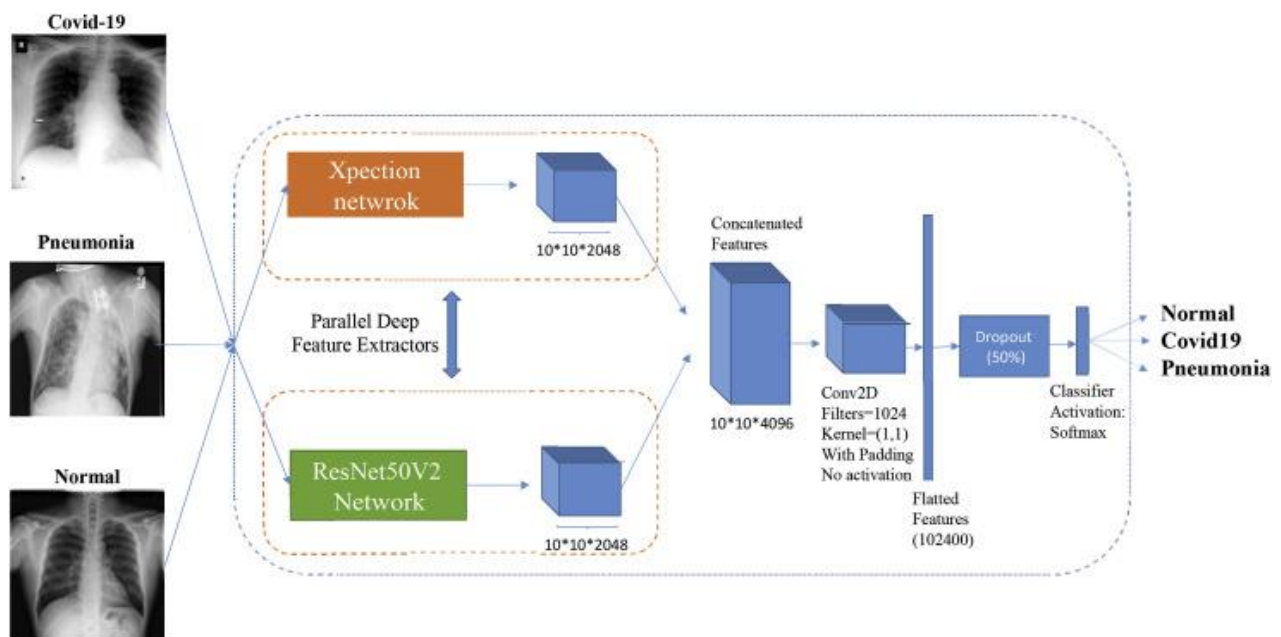 Covid-19
R
Pneumonia
Normal
Xpection
netwrok
10*10*2048
Parallel Deep
Feature Extractors
ResNet50V2
Network
10*10*2048
Concatenated
Features
10*10*4096
Conv2D
Filters=1024
Kernel=(1,1)
With Padding
No activation
Flatted
Features
(102400)
Dropout
(50%)
Classifier
Activation:
Softmax
Normal
Covid19
Pneumonia